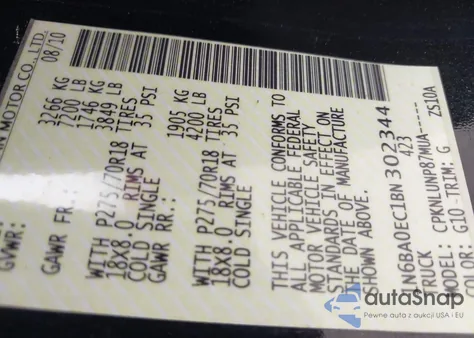 N MOTOR CO., LTD.
08/10
GVWR: 3266 KG
7200 LB
GAWR FR.: 1746 KG
3849 LB
WITH P275/70R18 TIRES
18X8.0 RIMS AT 35 PSI
COLD SINGLE
GAWR RR.: 1905 KG
4200 LB
WITH P275/70R18 TIRES
18X8.0 RIMS AT 35 PSI
COLD SINGLE
THIS VEHICLE CONFORMS TO
ALL APPLICABLE FEDERAL
MOTOR VEHICLE SAFETY
STANDARDS IN EFFECT ON
THE DATE OF MANUFACTURE
SHOWN ABOVE.
1N6BA0EC1BN302344
TRUCK 423
MODEL: CPKNLUNP87MUA---- ZS10A
COLOR: G10 -TRIM: G
autaSnap
Pewne auta z aukcji USA i EU